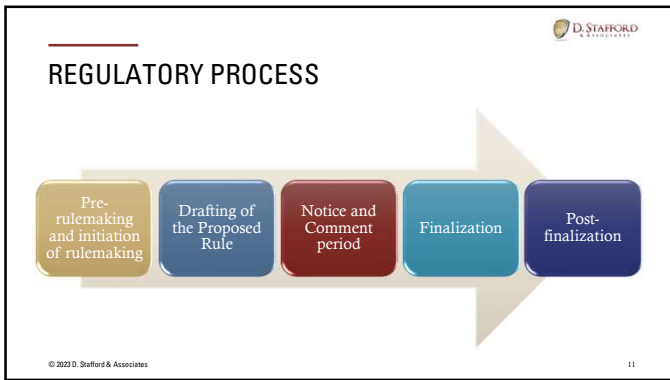 D. STAFFORD
& ASSOCIATES
REGULATORY PROCESS
Pre-
rulemaking
and initiation
of rulemaking
Drafting of
the Proposed
Rule
Notice and
Comment
period
Finalization
Post-
finalization
© 2023 D. Stafford & Associates
11